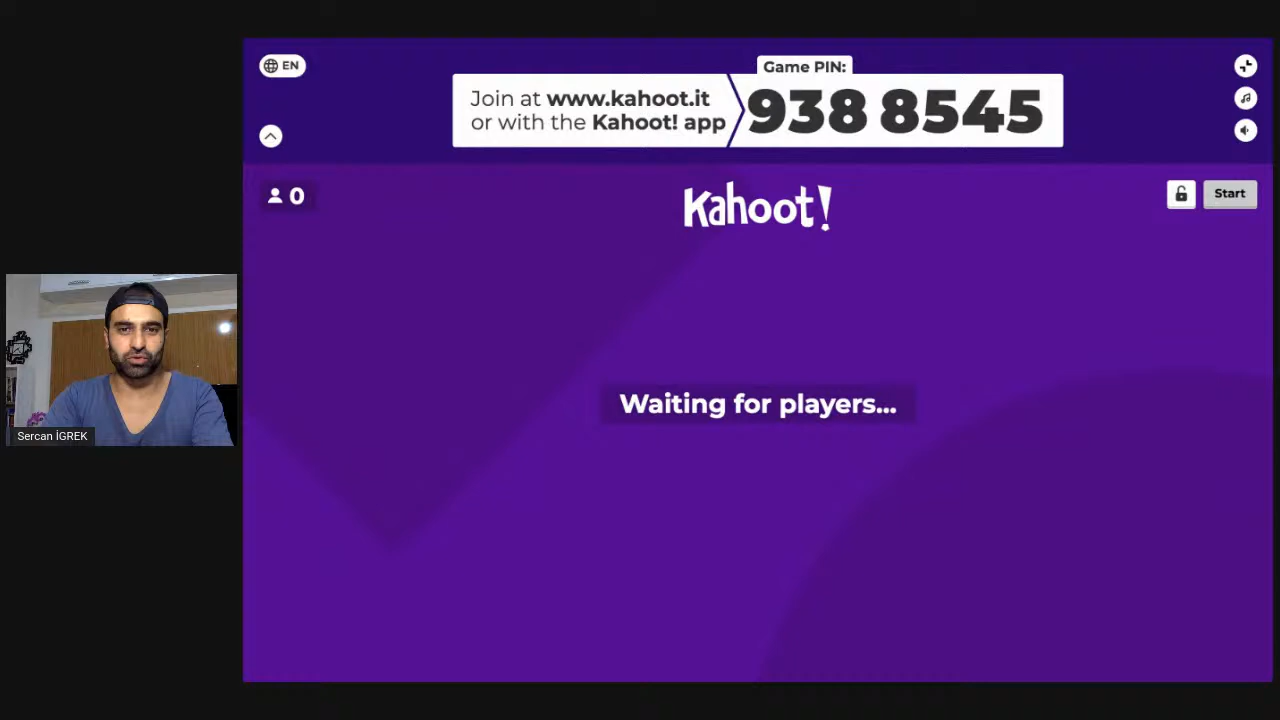 EN
Game PIN:
Join at www.kahoot.it
or with the Kahoot! app
938 8545
0
Kahoot!
Start
Waiting for players...
Sercan İGREK